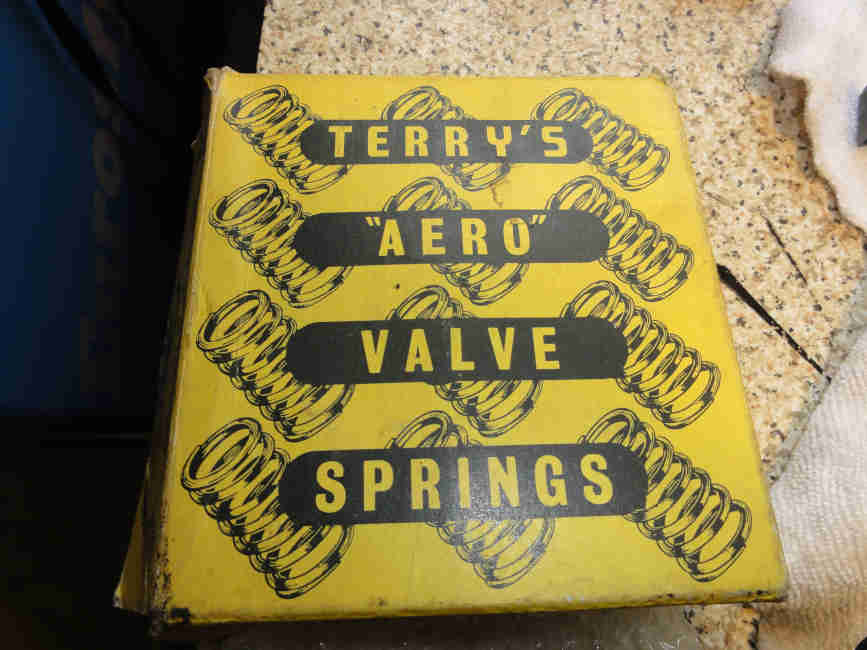 TERRY'S
"AERO"
VALVE
SPRINGS